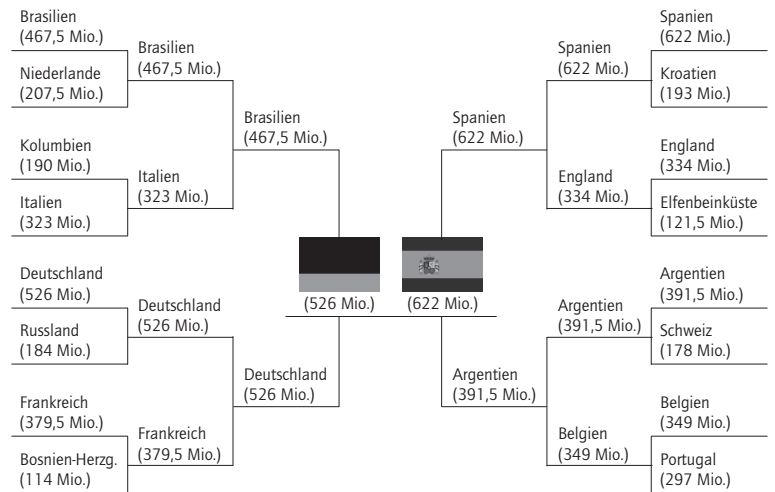 Brasilien
(467,5 Mio.)
Niederlande
(207,5 Mio.)
Kolumbien
(190 Mio.)
Italien
(323 Mio.)
Deutschland
(526 Mio.)
Russland
(184 Mio.)
Frankreich
(379,5 Mio.)
Bosnien-Herzg.
(114 Mio.)
Brasilien
(467,5 Mio.)
Italien
(323 Mio.)
Deutschland
(526 Mio.)
Frankreich
(379,5 Mio.)
Brasilien
(467,5 Mio.)
Deutschland
(526 Mio.)
(526 Mio.)
(622 Mio.)
Spanien
(622 Mio.)
Argentien
(391,5 Mio.)
Spanien
(622 Mio.)
England
(334 Mio.)
Argentien
(391,5 Mio.)
Belgien
(349 Mio.)
Spanien
(622 Mio.)
Kroatien
(193 Mio.)
England
(334 Mio.)
Elfenbeinküste
(121,5 Mio.)
Argentien
(391,5 Mio.)
Schweiz
(178 Mio.)
Belgien
(349 Mio.)
Portugal
(297 Mio.)